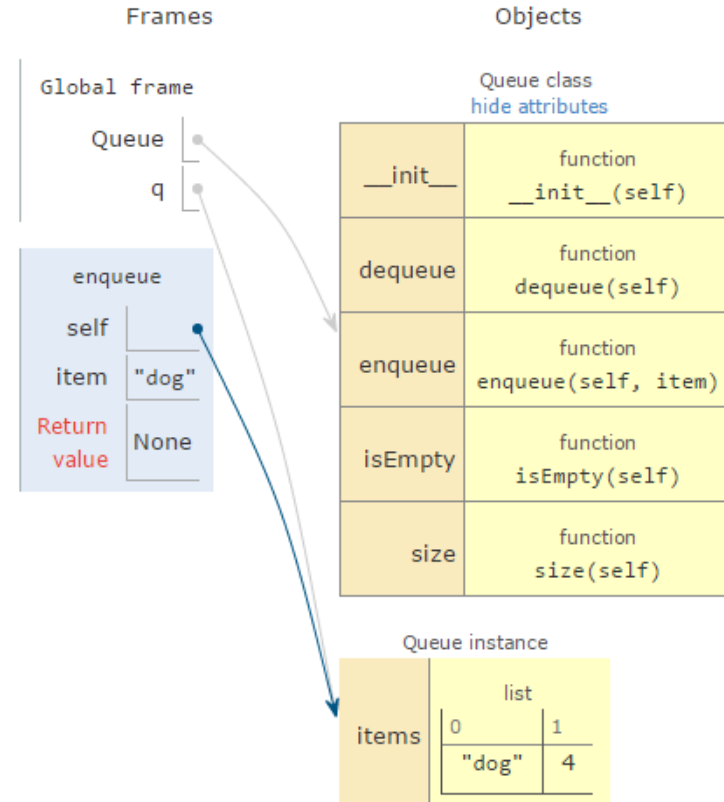 Frames
Objects
Global frame
Queue
q
enqueue
self
item "dog"
Return
value
None
Queue class
hide attributes
__init__
function
__init__(self)
dequeue
function
dequeue(self)
enqueue
function
enqueue(self, item)
isEmpty
function
isEmpty(self)
size
function
size(self)
Queue instance
items
list
0 1
"dog" 4